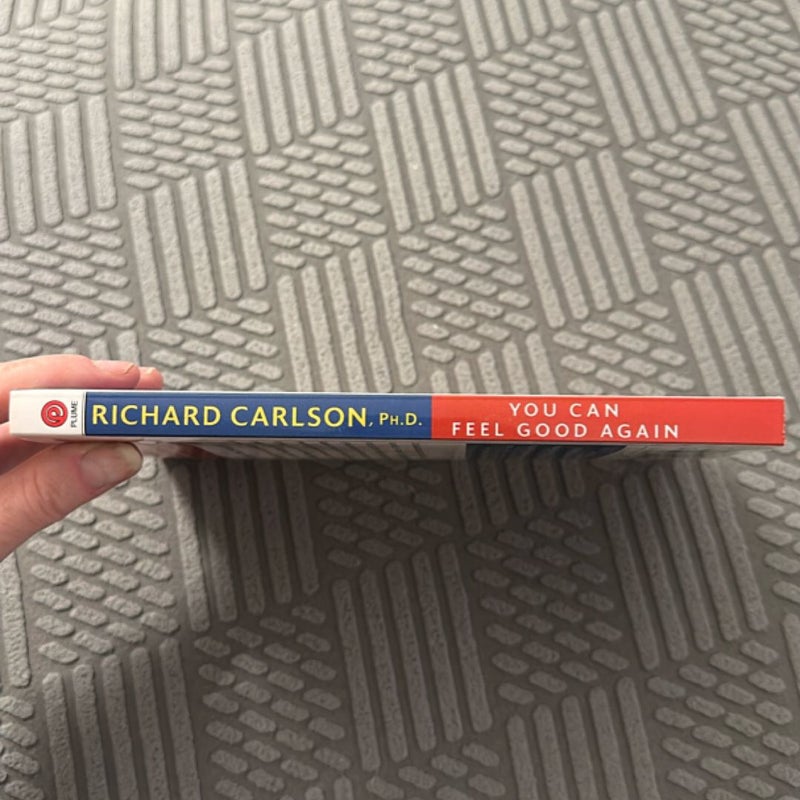 PLUME
RICHARD CARLSON, PH.D.
YOU CAN
FEEL GOOD AGAIN